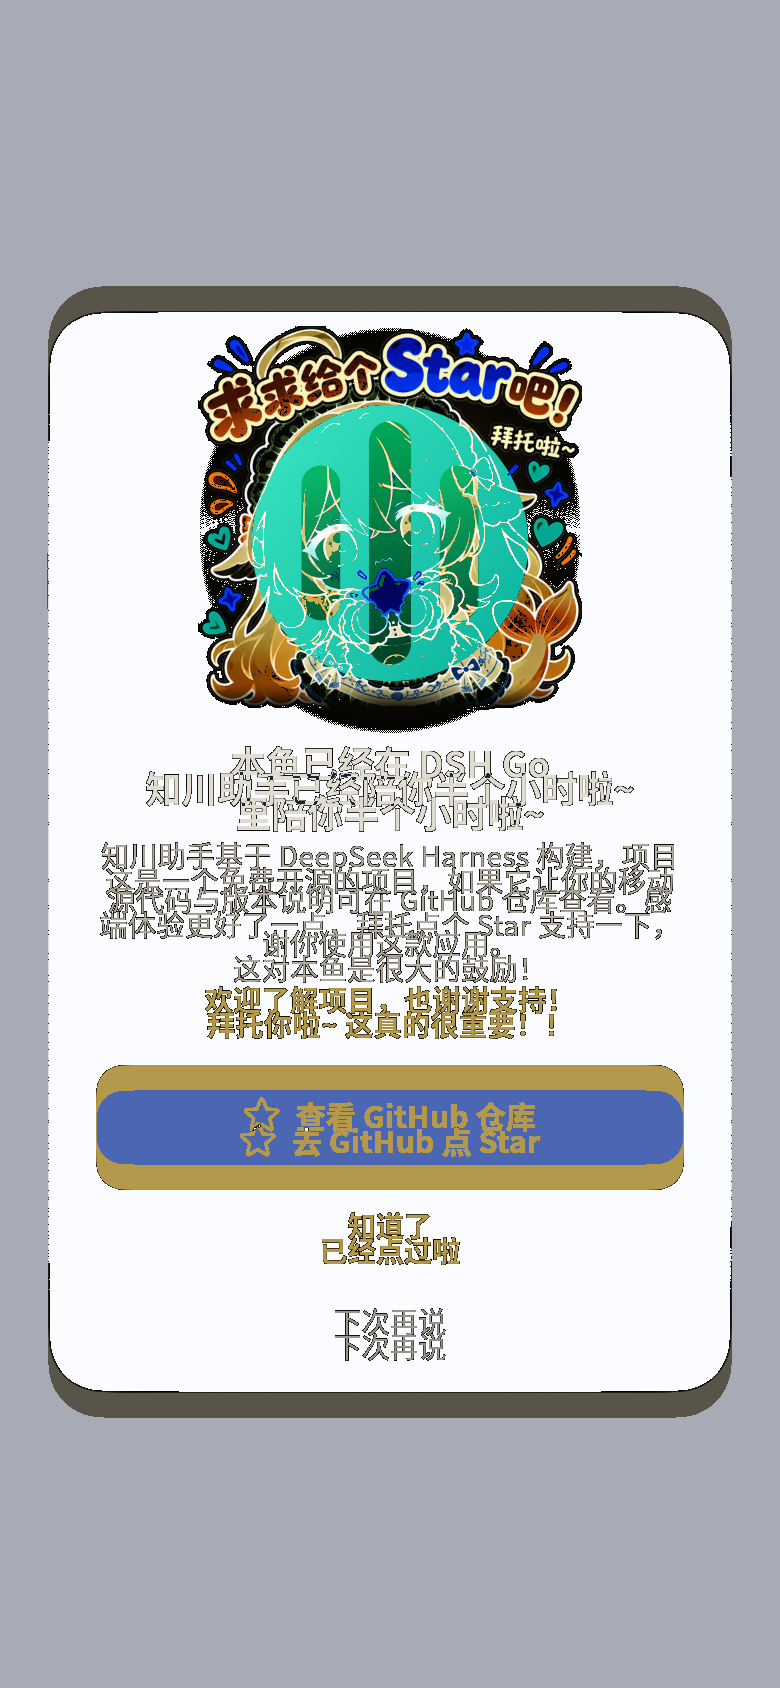 求求给个Star吧！
拜托啦~
本鱼已经在 DSH Go
知川助手已经陪你半个小时啦~
里陪你半个小时啦~
知川助手基于 DeepSeek Harness 构建，项目
这是一个免费开源的项目，如果它让你的移动
源代码与版本说明可在 GitHub 仓库查看。感
端体验更好了一点，拜托点个 Star 支持一下，
谢你使用这款应用。
这对本鱼是很大的鼓励！
欢迎了解项目，也谢谢支持！
拜托你啦~ 这真的很重要！！
☆ 查看 GitHub 仓库
☆ 去 GitHub 点 Star
知道了
已经点过啦
下次再说
下次再说